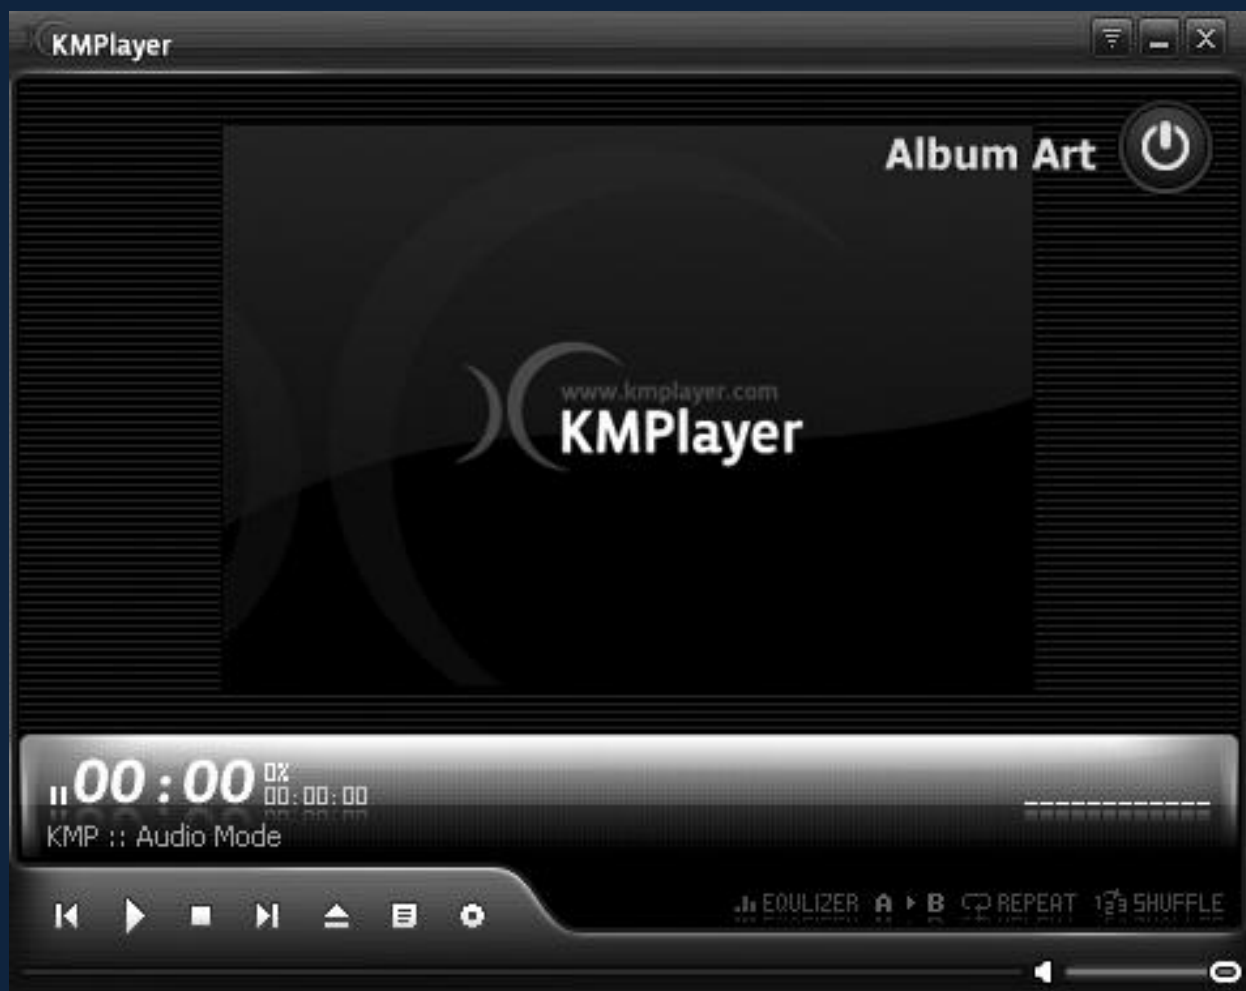 KMPlayer
Album Art
www.kmplayer.com
KMPlayer
00:00 0%
00:00:00
KMP :: Audio Mode
EQULIZER A B REPEAT 123 SHUFFLE